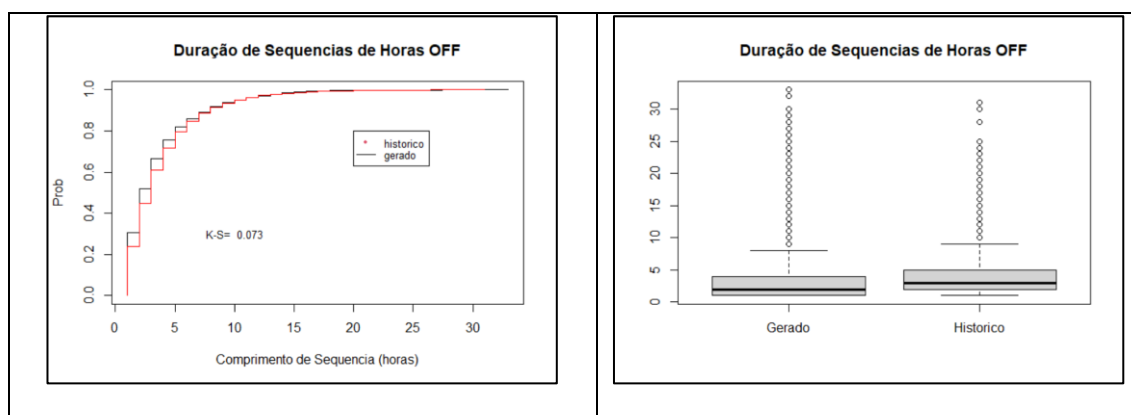 Duração de Sequencias de Horas OFF
1.0
0.8
0.6
0.4
0.2
0.0
Prob
historico
gerado
K-S= 0.073
0 5 10 15 20 25 30
Comprimento de Sequencia (horas)
Duração de Sequencias de Horas OFF
30
25
20
15
10
5
0
Gerado Historico